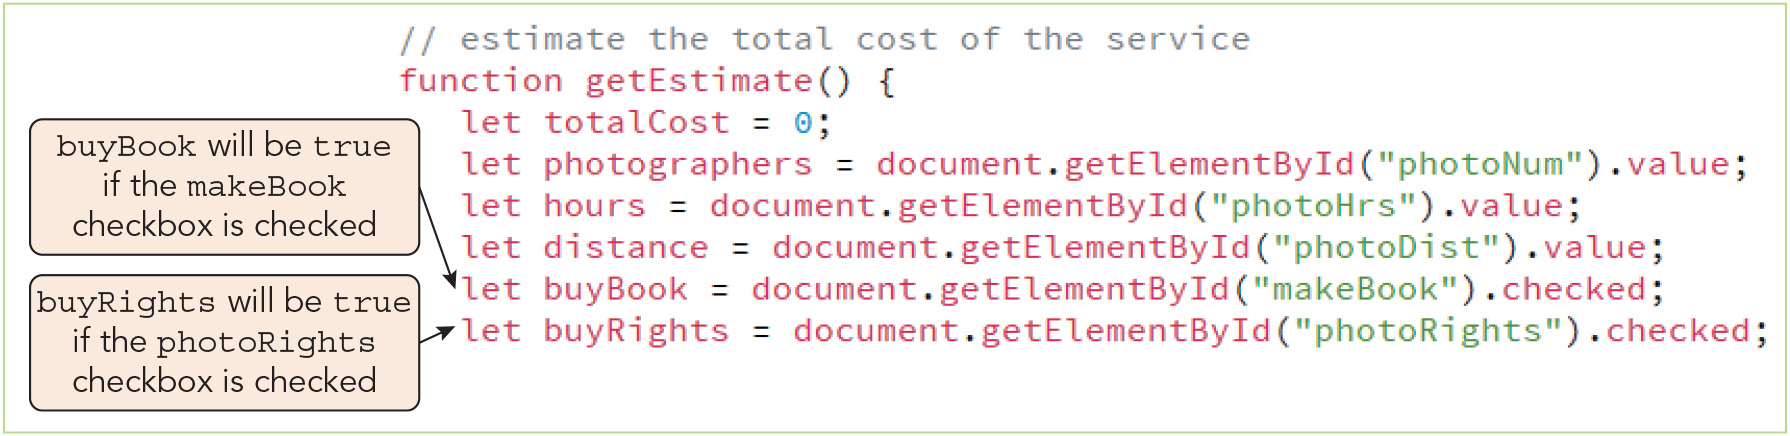 // estimate the total cost of the service
function getEstimate() {
let totalCost = 0;
let photographers = document.getElementById("photoNum").value;
let hours = document.getElementById("photoHrs").value;
let distance = document.getElementById("photoDist").value;
let buyBook = document.getElementById("makeBook").checked;
let buyRights = document.getElementById("photoRights").checked;
buyBook will be true
if the makeBook
checkbox is checked
buyRights will be true
if the photoRights
checkbox is checked